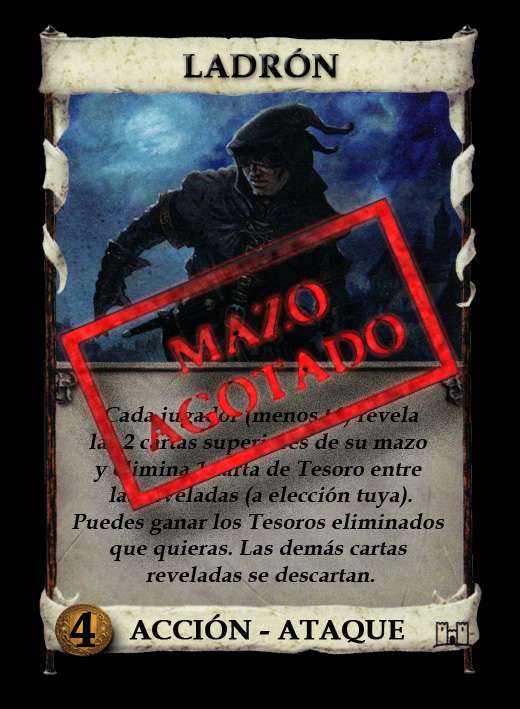 LADRÓN
MAZO
AGOTADO
Cada jugador (menos tú) revela
las 2 cartas superiores de su mazo
y elimina 1 carta de Tesoro entre
las reveladas (a elección tuya).
Puedes ganar los Tesoros eliminados
que quieras. Las demás cartas
reveladas se descartan.
4 ACCIÓN - ATAQUE